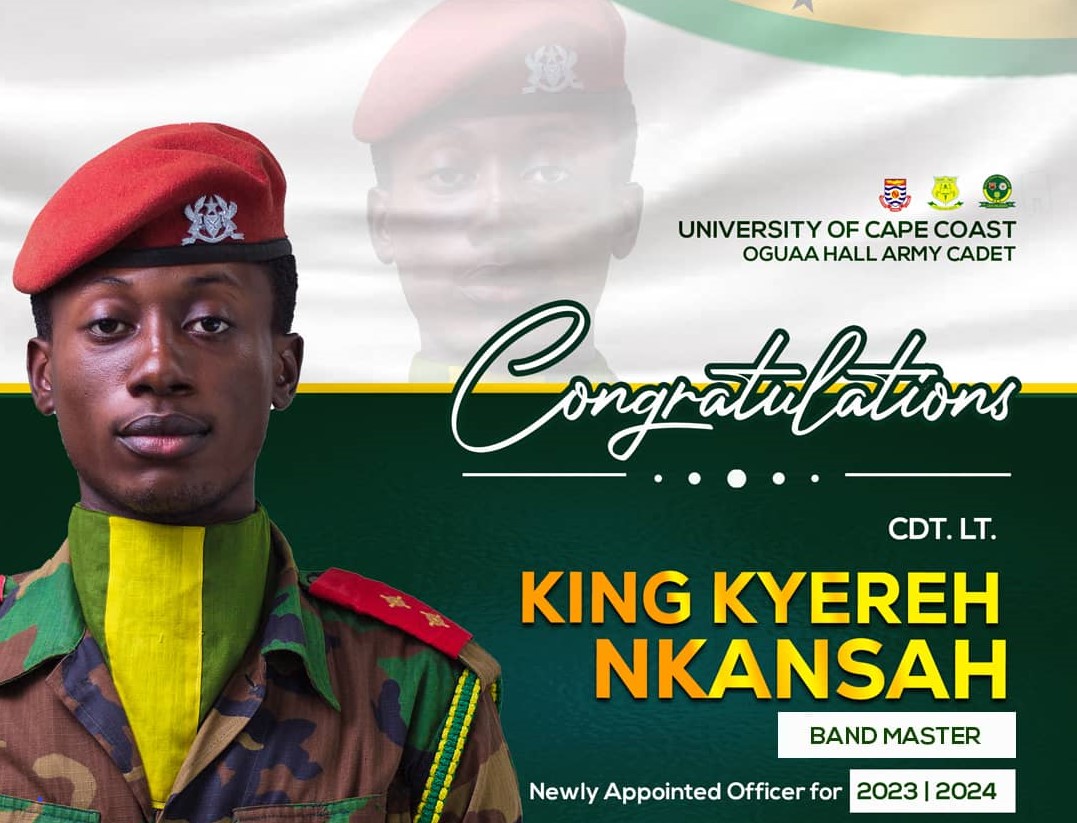 UNIVERSITY OF CAPE COAST
OGUAA HALL ARMY CADET
Congratulations
CDT. LT.
KING KYEREH
NKANSAH
BAND MASTER
Newly Appointed Officer for 2023 | 2024